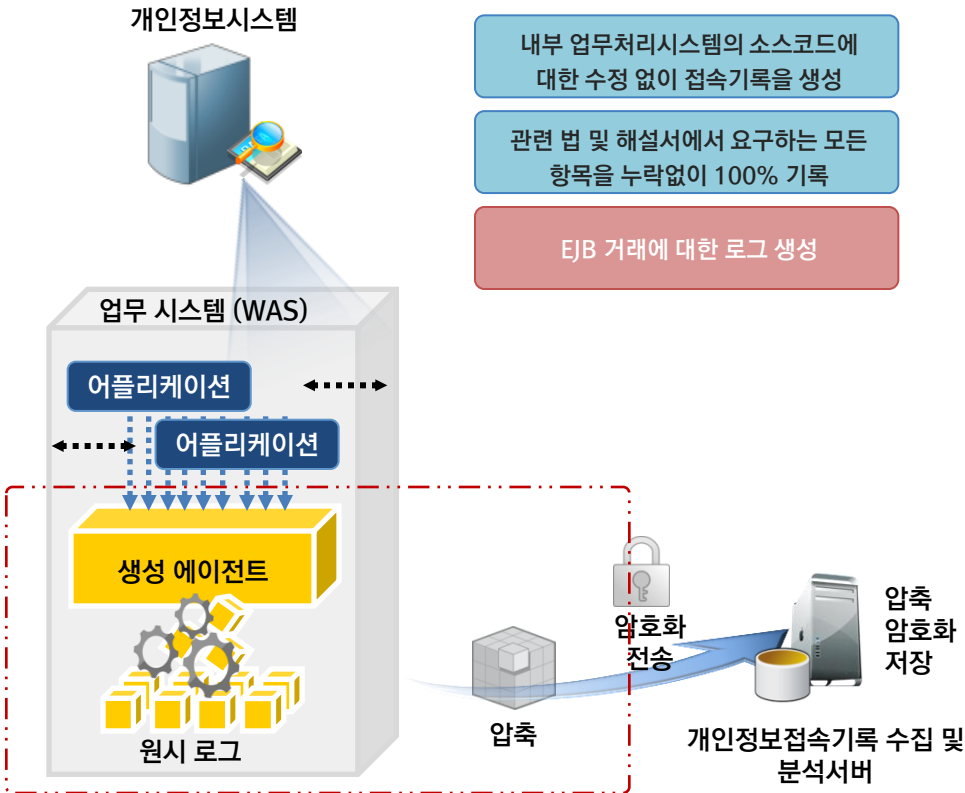 개인정보시스템
내부 업무처리시스템의 소스코드에
대한 수정 없이 접속기록을 생성
관련 법 및 해설서에서 요구하는 모든
항목을 누락없이 100% 기록
EJB 거래에 대한 로그 생성
업무 시스템 (WAS)
어플리케이션
어플리케이션
생성 에이전트
원시 로그
압축
암호화
전송
압축
암호화
저장
개인정보접속기록 수집 및
분석서버